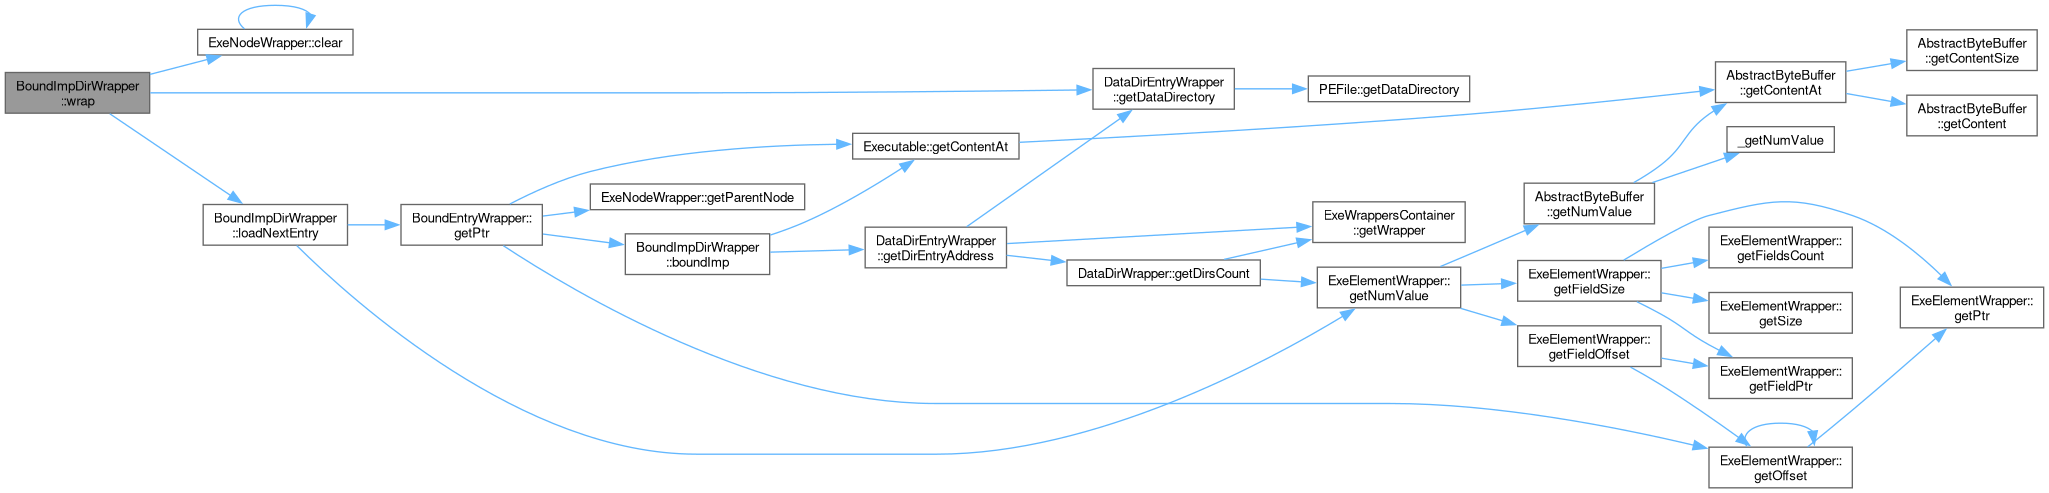 BoundImpDirWrapper
::wrap
ExeNodeWrapper::clear
BoundImpDirWrapper
::loadNextEntry
BoundEntryWrapper::
getPtr
ExeNodeWrapper::getParentNode
BoundImpDirWrapper
::boundImp
Executable::getContentAt
DataDirEntryWrapper
::getDirEntryAddress
DataDirEntryWrapper
::getDataDirectory
DataDirWrapper::getDirsCount
PEFile::getDataDirectory
ExeWrappersContainer
::getWrapper
ExeElementWrapper::
getNumValue
AbstractByteBuffer
::getNumValue
ExeElementWrapper::
getFieldSize
ExeElementWrapper::
getFieldOffset
AbstractByteBuffer
::getContentAt
_getNumValue
ExeElementWrapper::
getFieldsCount
ExeElementWrapper::
getSize
ExeElementWrapper::
getFieldPtr
ExeElementWrapper::
getOffset
AbstractByteBuffer
::getContentSize
AbstractByteBuffer
::getContent
ExeElementWrapper::
getPtr